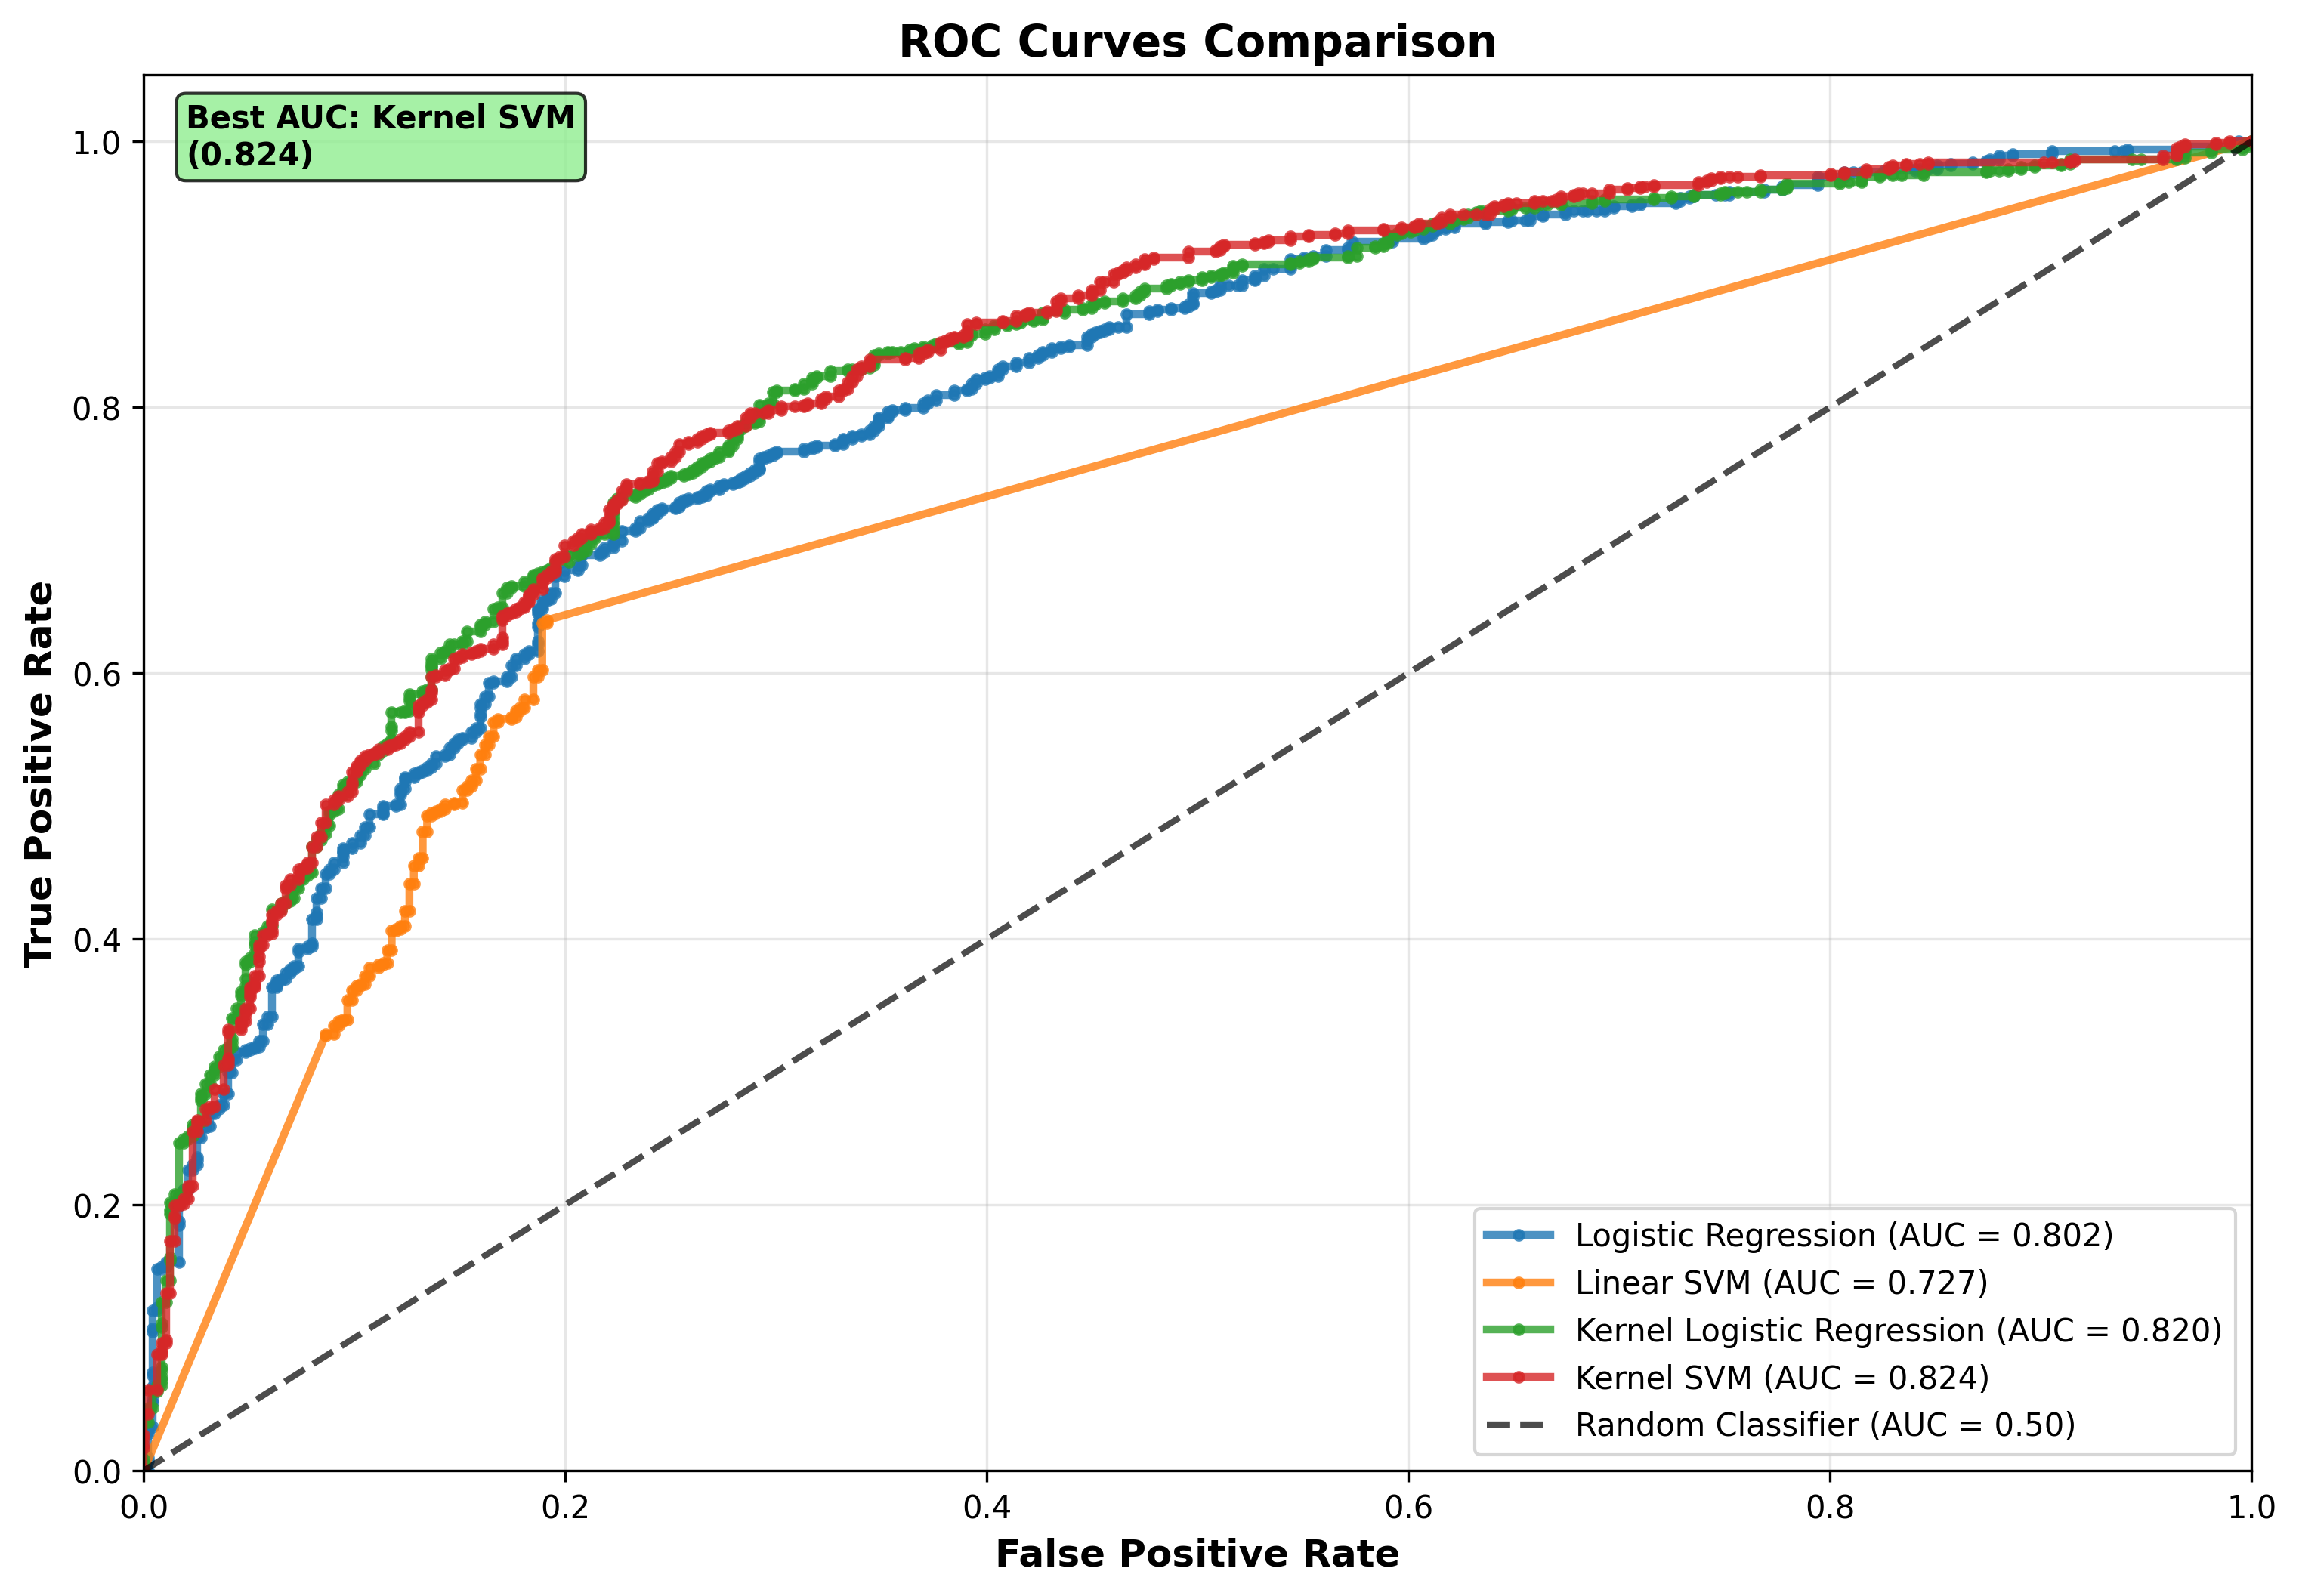 ROC Curves Comparison
Best AUC: Kernel SVM
(0.824)
True Positive Rate
1.0
0.8
0.6
0.4
0.2
0.0
0.0
0.2
0.4
0.6
0.8
1.0
False Positive Rate
Logistic Regression (AUC = 0.802)
Linear SVM (AUC = 0.727)
Kernel Logistic Regression (AUC = 0.820)
Kernel SVM (AUC = 0.824)
Random Classifier (AUC = 0.50)